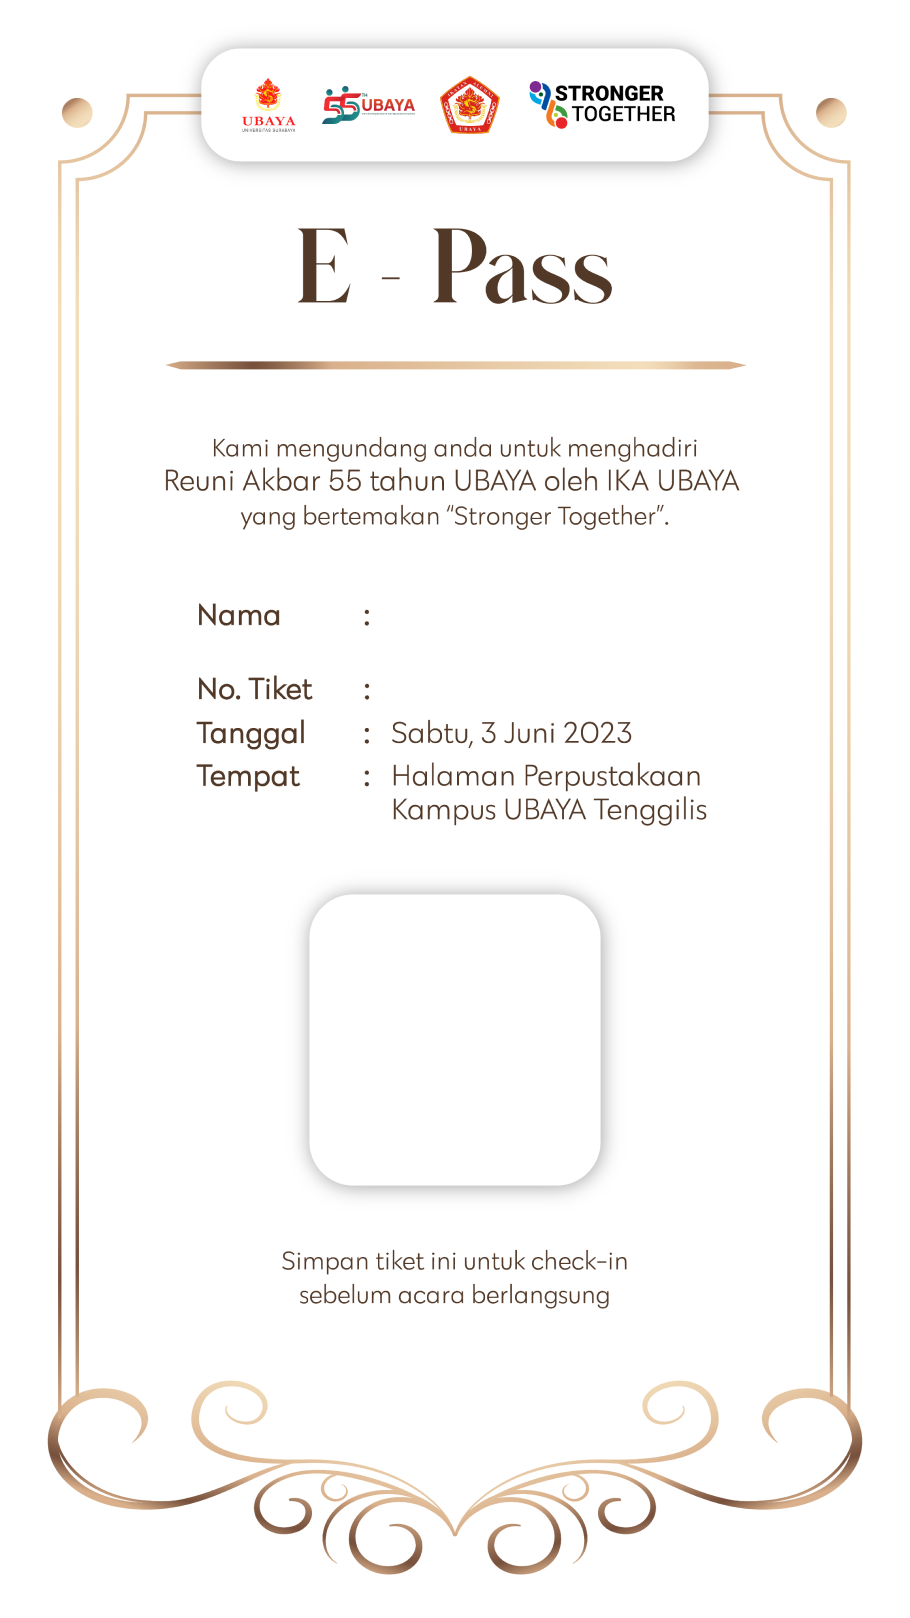 UBAYA
UNIVERSITAS SURABAYA
55TH UBAYA
UBAYA
STRONGER
TOGETHER
E - Pass
Kami mengundang anda untuk menghadiri
Reuni Akbar 55 tahun UBAYA oleh IKA UBAYA
yang bertemakan “Stronger Together”.
Nama :
No. Tiket :
Tanggal : Sabtu, 3 Juni 2023
Tempat : Halaman Perpustakaan
Kampus UBAYA Tenggilis
Simpan tiket ini untuk check-in
sebelum acara berlangsung